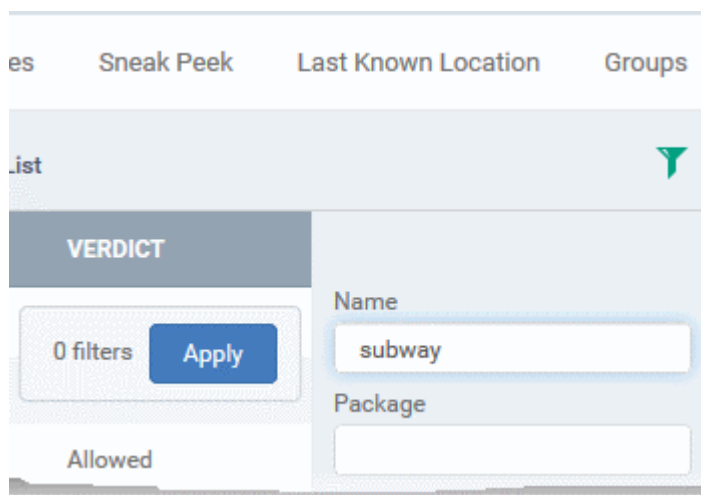 es Sneak Peek Last Known Location Groups
List
VERDICT
Name
0 filters Apply
subway
Package
Allowed